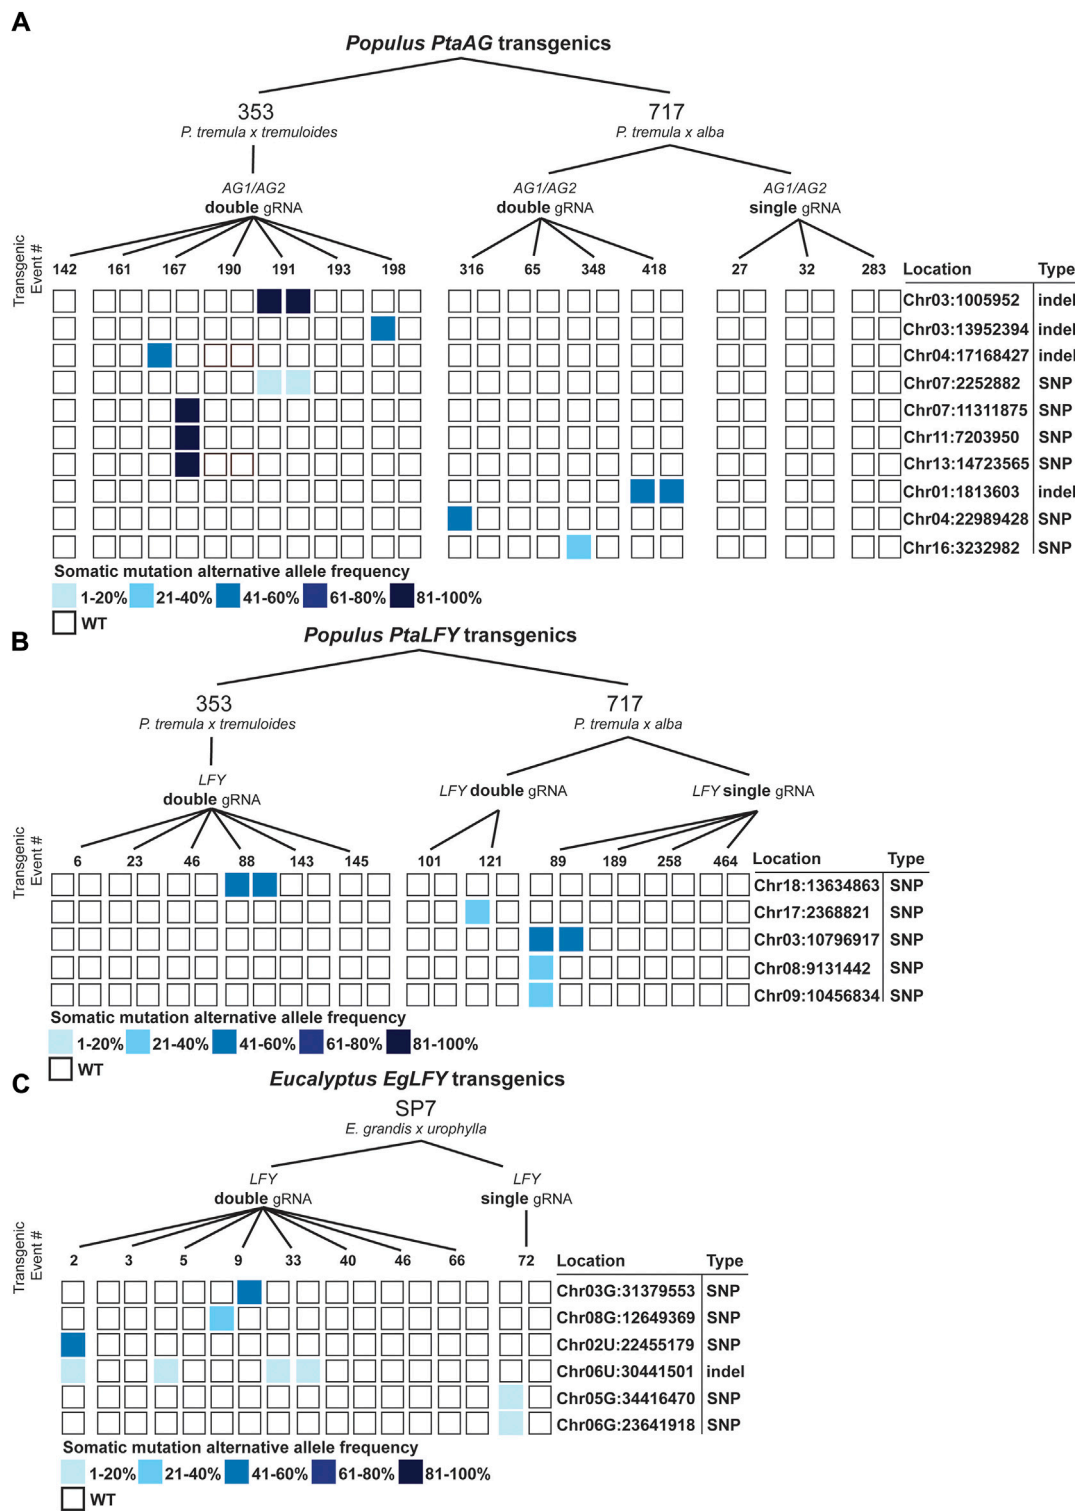 A
Populus PtaAG transgenics
353
717
P. tremula x tremuloides
P. tremula x alba
AG1/AG2
AG1/AG2
AG1/AG2
double gRNA
double gRNA
single gRNA
Transgenic
Event #
142 161 167 190 191 193 198 316 65 348 418 27 32 283 Location Type
Chr03:1005952 indel
Chr03:13952394 indel
Chr04:17168427 indel
Chr07:2252882 SNP
Chr07:11311875 SNP
Chr11:7203950 SNP
Chr13:14723565 SNP
Chr01:1813603 indel
Chr04:22989428 SNP
Chr16:3232982 SNP
Somatic mutation alternative allele frequency
1-20% 21-40% 41-60% 61-80% 81-100%
WT
B
Populus PtaLFY transgenics
353
717
P. tremula x tremuloides
P. tremula x alba
LFY
double gRNA
LFY double gRNA
LFY single gRNA
Transgenic
Event #
6 23 46 88 143 145 101 121 89 189 258 464 Location Type
Chr18:13634863 SNP
Chr17:2368821 SNP
Chr03:10796917 SNP
Chr08:9131442 SNP
Chr09:10456834 SNP
Somatic mutation alternative allele frequency
1-20% 21-40% 41-60% 61-80% 81-100%
WT
C
Eucalyptus EgLFY transgenics
SP7
E. grandis x urophylla
LFY
LFY
double gRNA
single gRNA
Transgenic
Event #
2 3 5 9 33 40 46 66 72 Location Type
Chr03G:31379553 SNP
Chr08G:12649369 SNP
Chr02U:22455179 SNP
Chr06U:30441501 indel
Chr05G:34416470 SNP
Chr06G:23641918 SNP
Somatic mutation alternative allele frequency
1-20% 21-40% 41-60% 61-80% 81-100%
WT